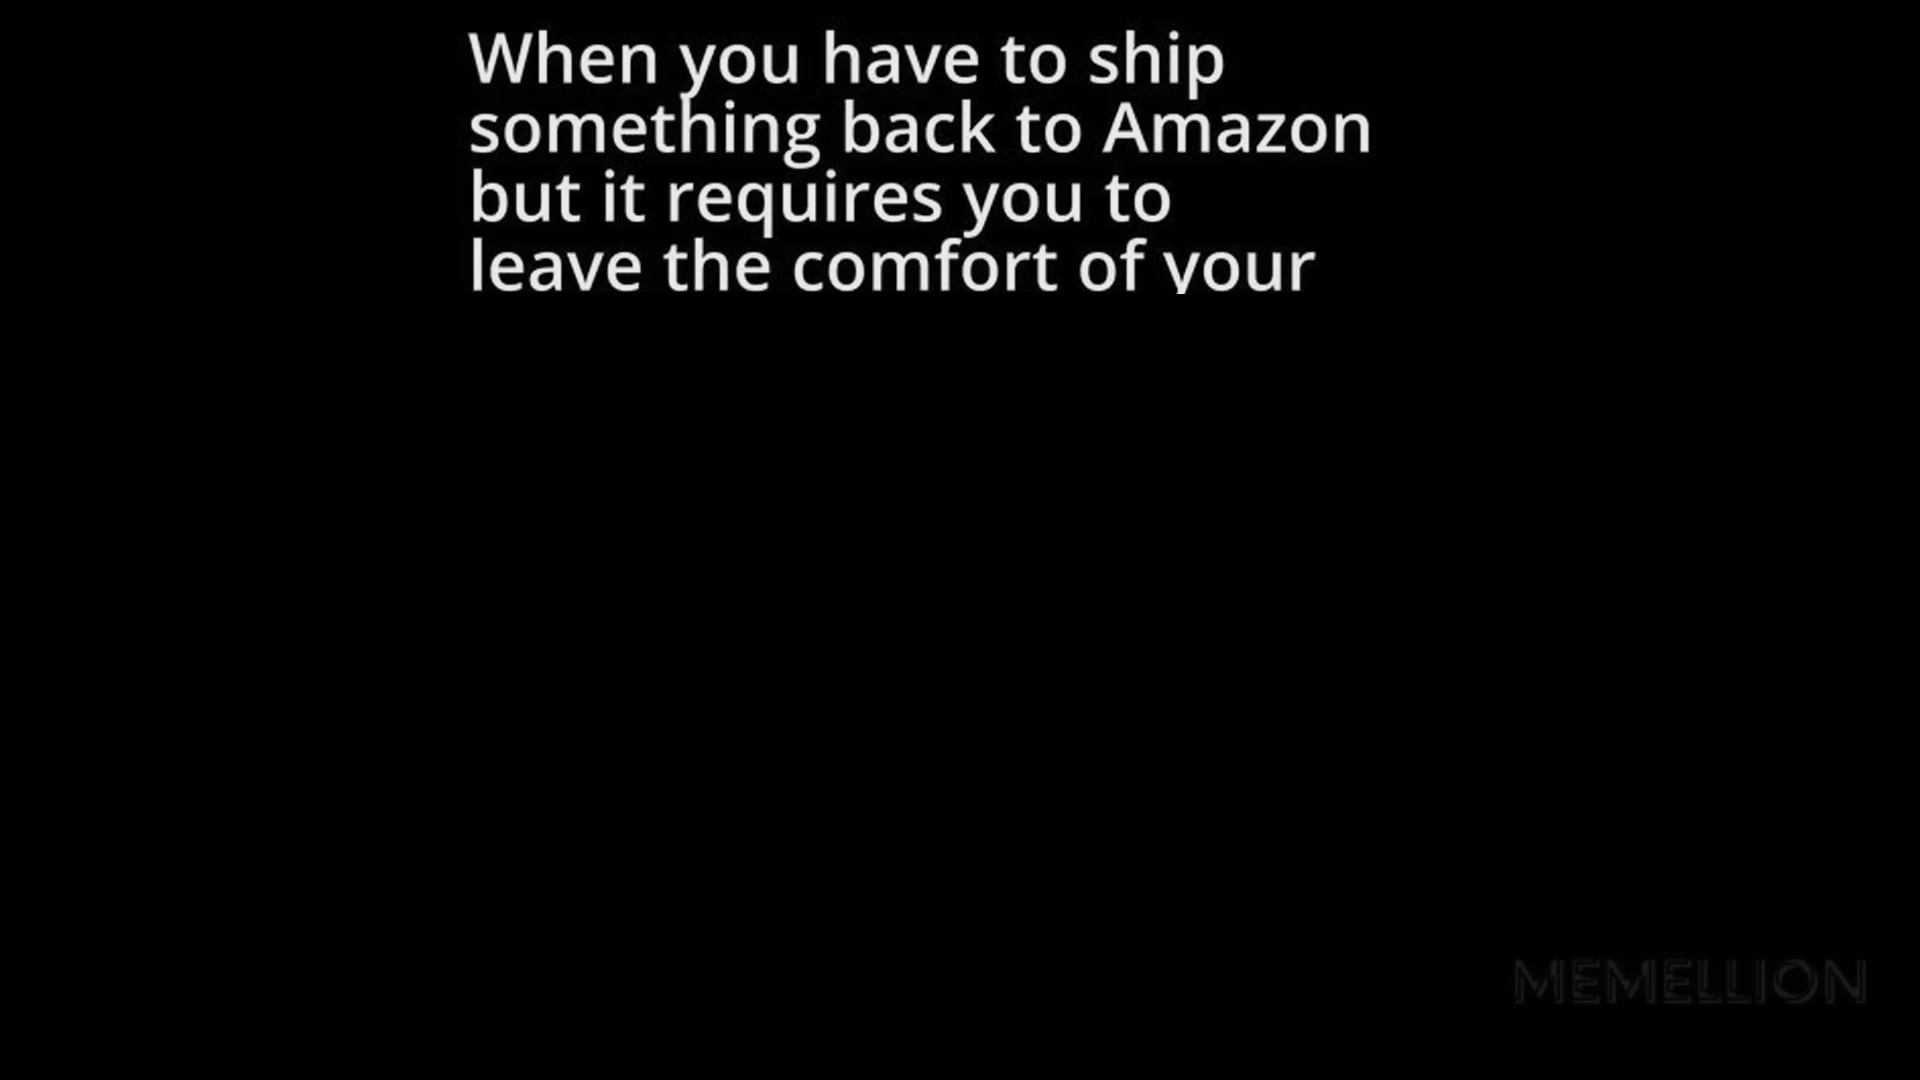 When you have to ship
something back to Amazon
but it requires you to
leave the comfort of your
MEMELLION